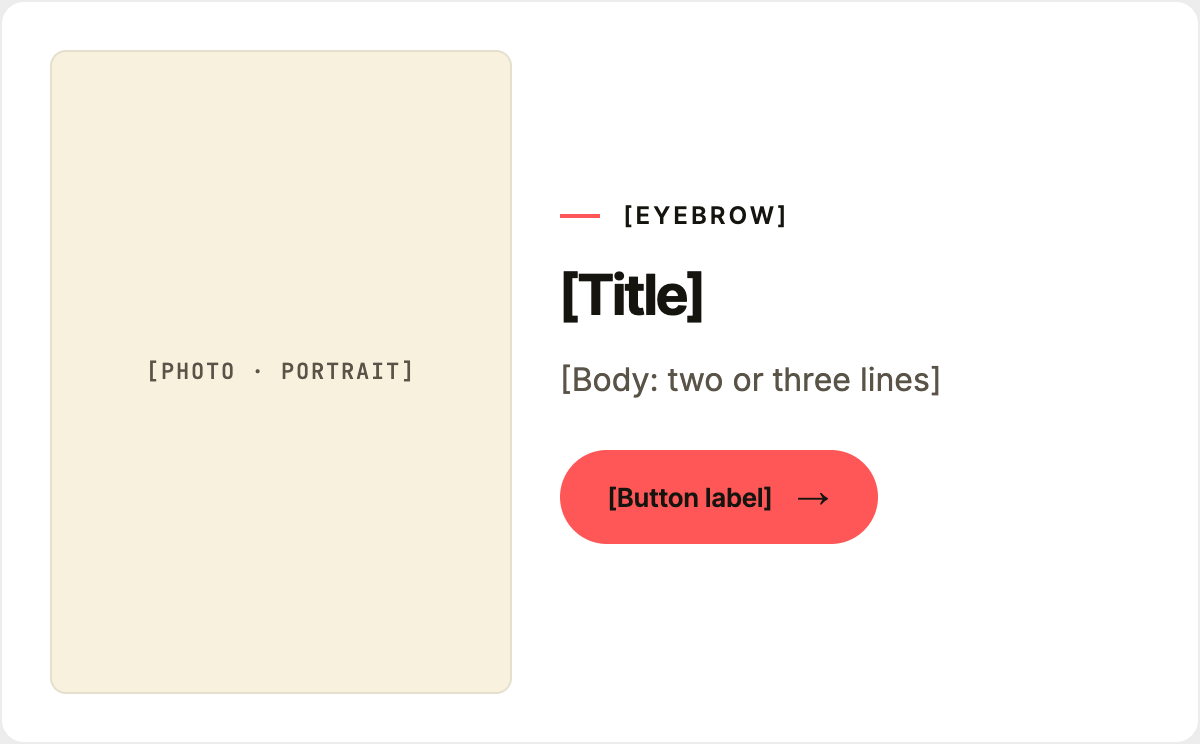 [PHOTO · PORTRAIT]
[EYEBROW]
[Title]
[Body: two or three lines]
[Button label] →